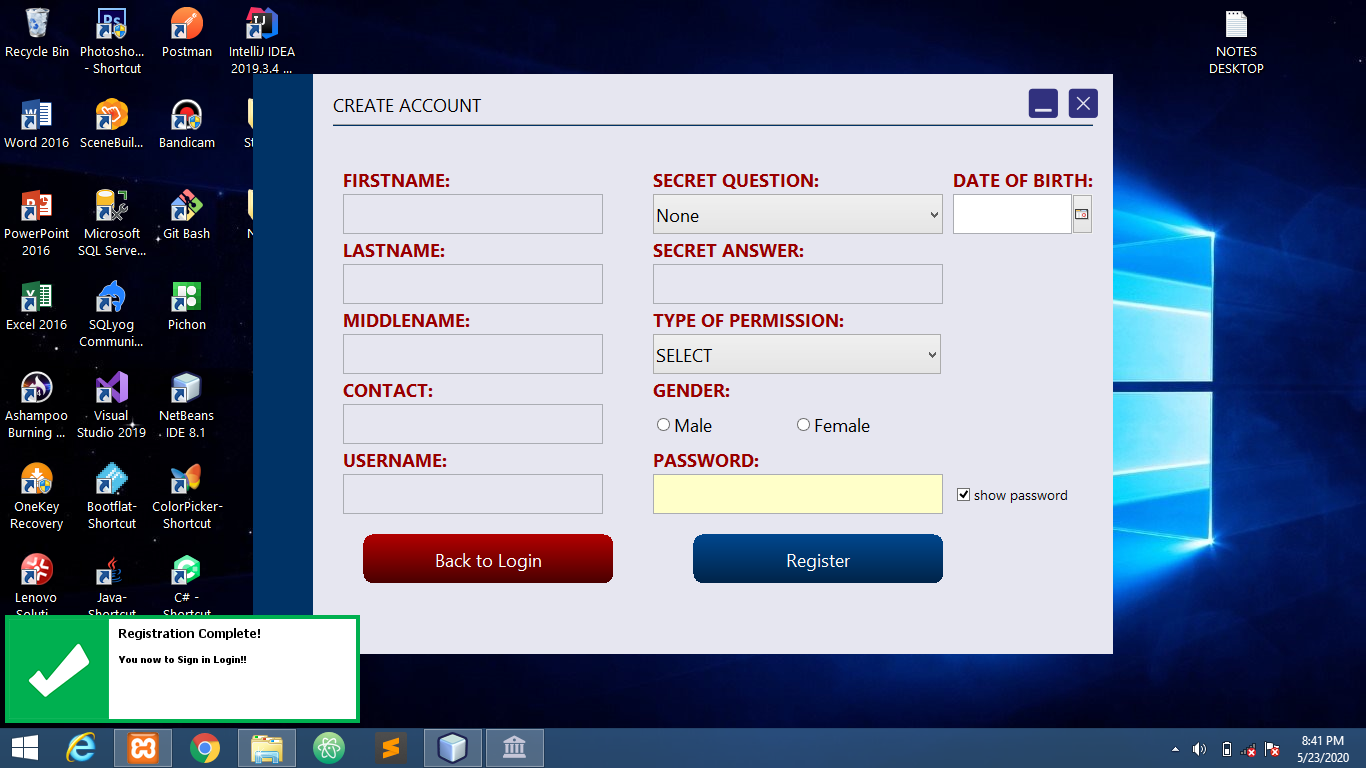 Recycle Bin
Photosho...
- Shortcut
Postman
IntelliJ IDEA
2019.3.4 ...
NOTES
DESKTOP
Word 2016
SceneBuil...
Bandicam
PowerPoint
2016
Microsoft
SQL Serve...
Git Bash
Excel 2016
SQLyog
Communi...
Pichon
Ashampoo
Burning ...
Visual
Studio 2019
NetBeans
IDE 8.1
OneKey
Recovery
Bootflat-
Shortcut
ColorPicker-
Shortcut
Lenovo
Soluti...
Java-
Shortcut
C# -
Shortcut
CREATE ACCOUNT
FIRSTNAME:
SECRET QUESTION:
DATE OF BIRTH:
None
LASTNAME:
SECRET ANSWER:
MIDDLENAME:
TYPE OF PERMISSION:
SELECT
CONTACT:
GENDER:
Male
Female
USERNAME:
PASSWORD:
show password
Back to Login
Register
Registration Complete!
You now to Sign in Login!!
8:41 PM
5/23/2020